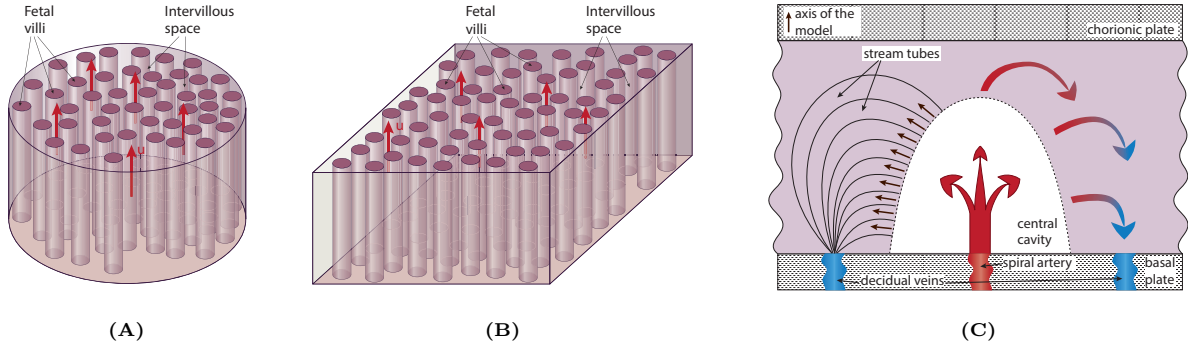 Fetal
villi
Intervillous
space
u
(A)
Fetal
villi
Intervillous
space
u
(B)
axis of the
model
chorionic plate
stream tubes
central
cavity
spiral artery
basal
plate
decidual veins
(C)